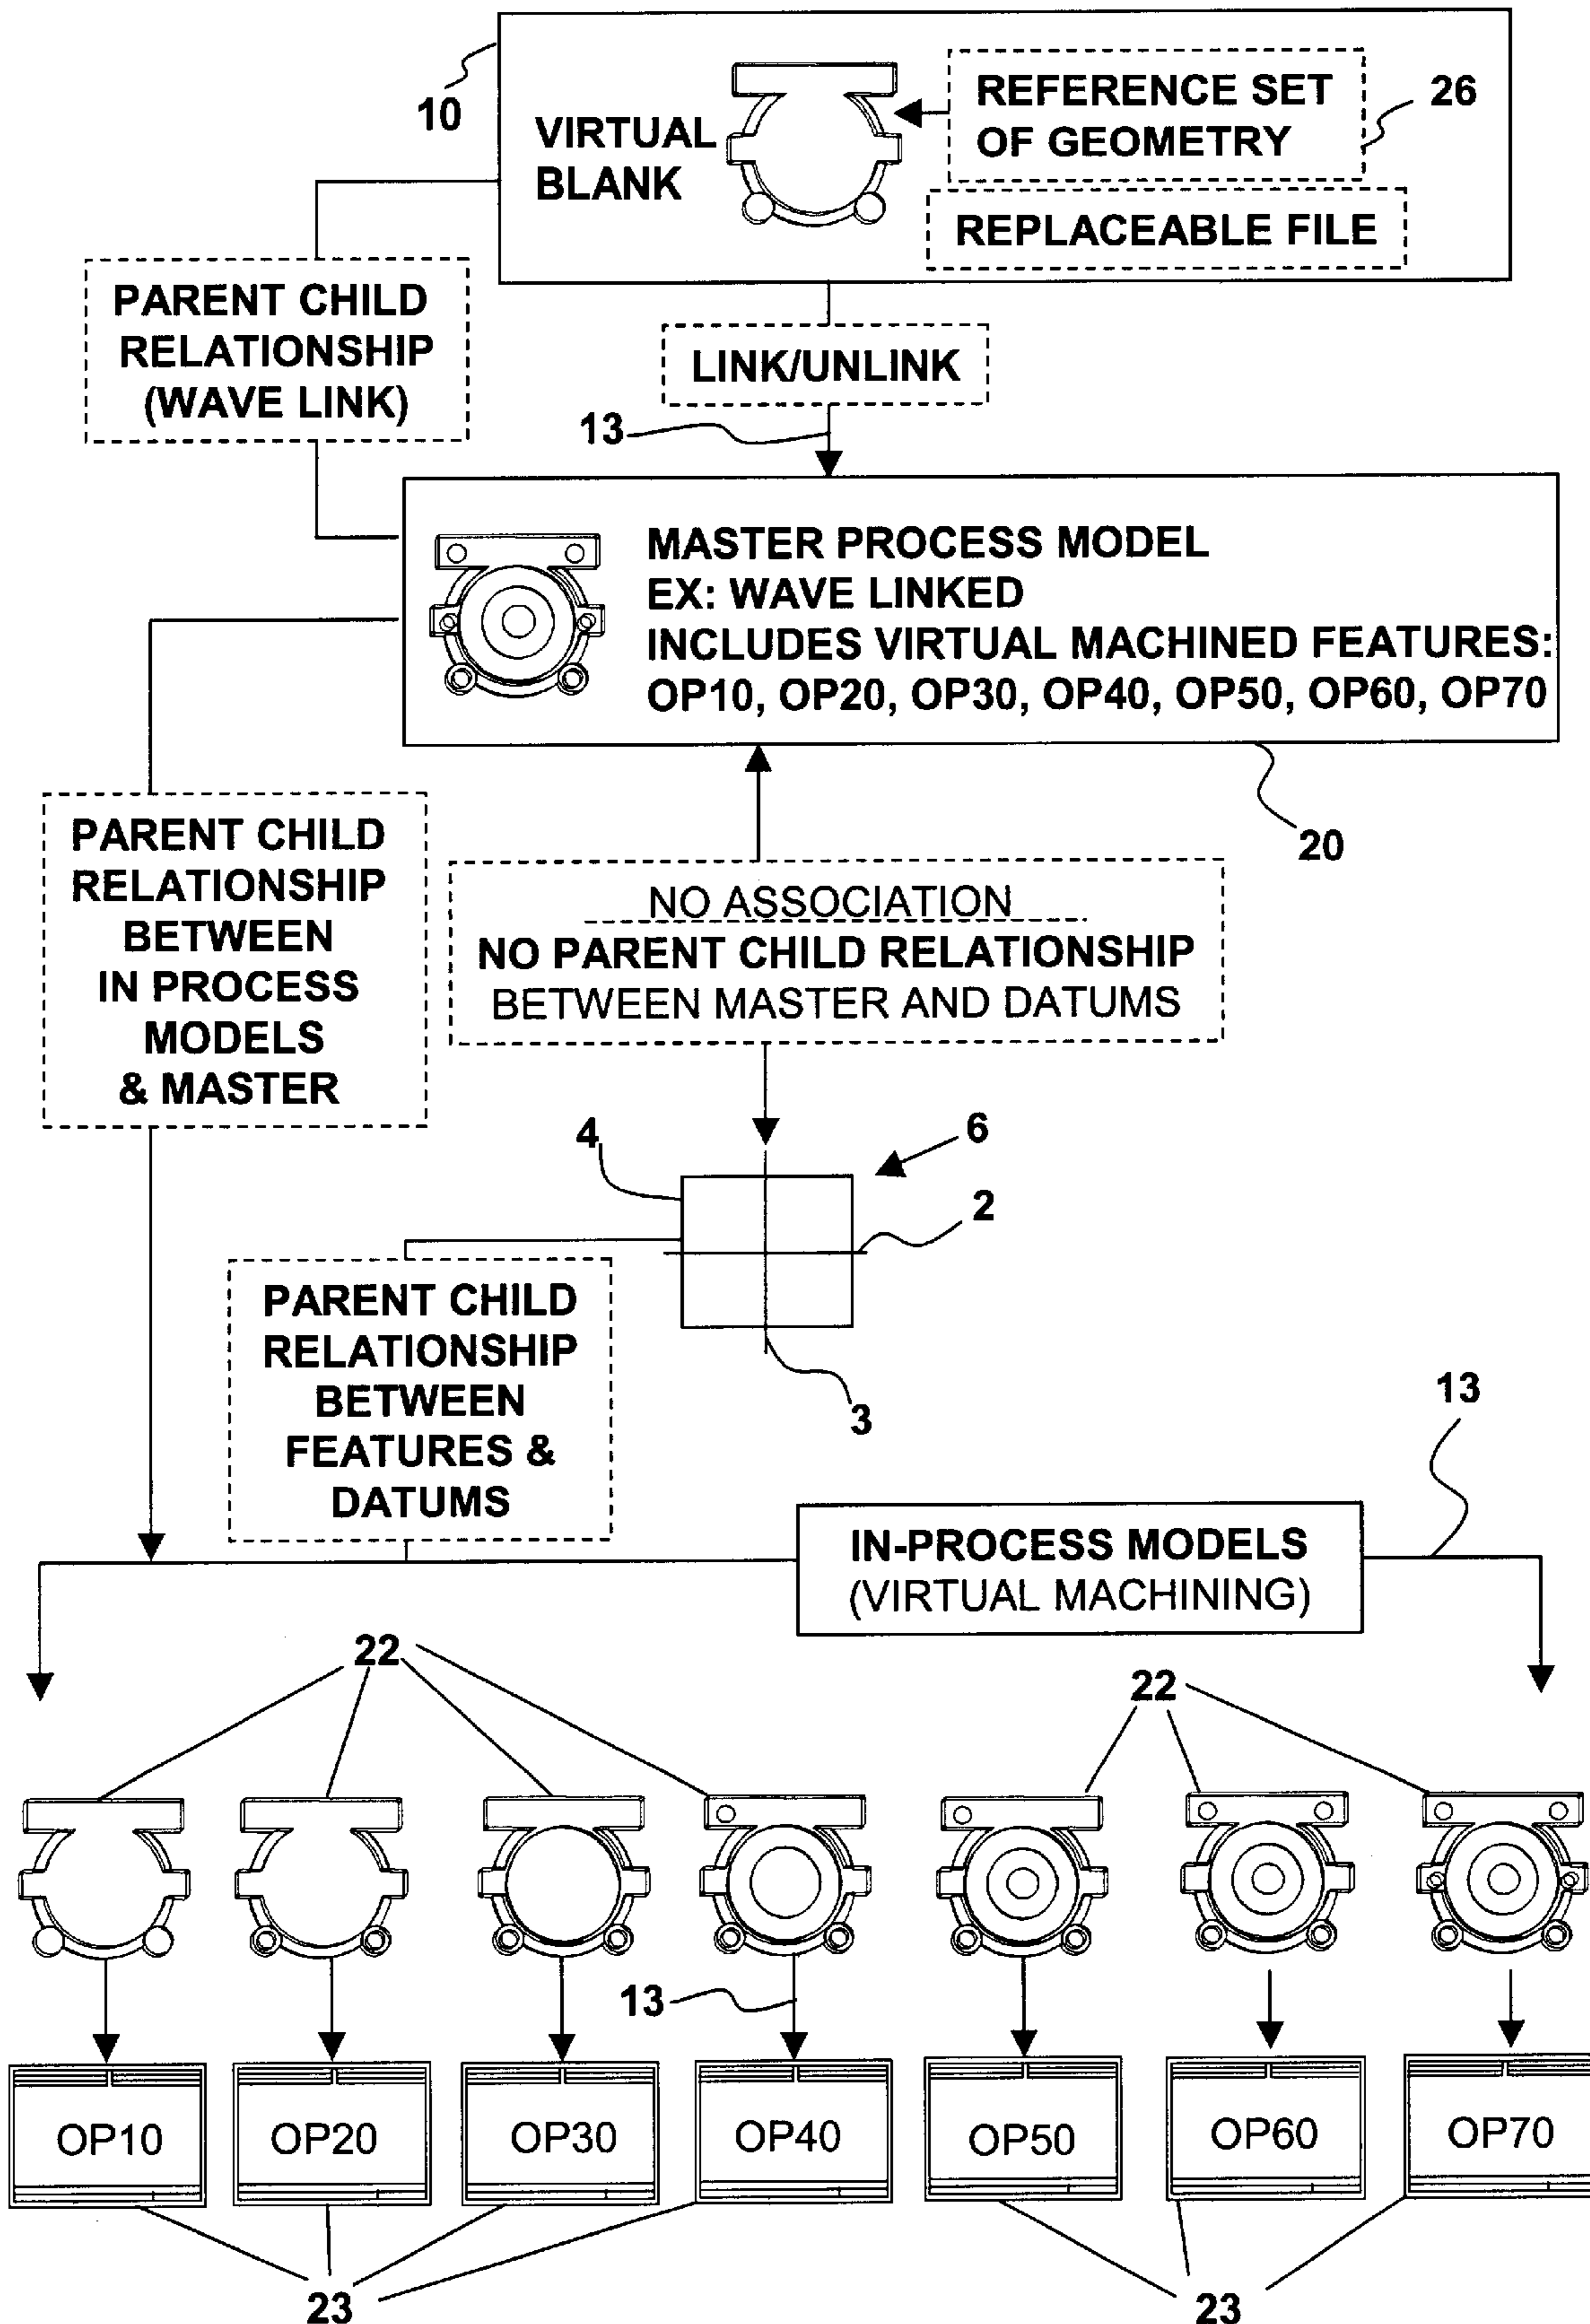 10
VIRTUAL
BLANK
REFERENCE SET
OF GEOMETRY
26
REPLACEABLE FILE
PARENT CHILD
RELATIONSHIP
(WAVE LINK)
LINK/UNLINK
13
MASTER PROCESS MODEL
EX: WAVE LINKED
INCLUDES VIRTUAL MACHINED FEATURES:
OP10, OP20, OP30, OP40, OP50, OP60, OP70
20
PARENT CHILD
RELATIONSHIP
BETWEEN
IN PROCESS
MODELS
& MASTER
NO ASSOCIATION
NO PARENT CHILD RELATIONSHIP
BETWEEN MASTER AND DATUMS
4
6
2
3
PARENT CHILD
RELATIONSHIP
BETWEEN
FEATURES &
DATUMS
13
IN-PROCESS MODELS
(VIRTUAL MACHINING)
22
22
13
OP10
OP20
OP30
OP40
OP50
OP60
OP70
23
23